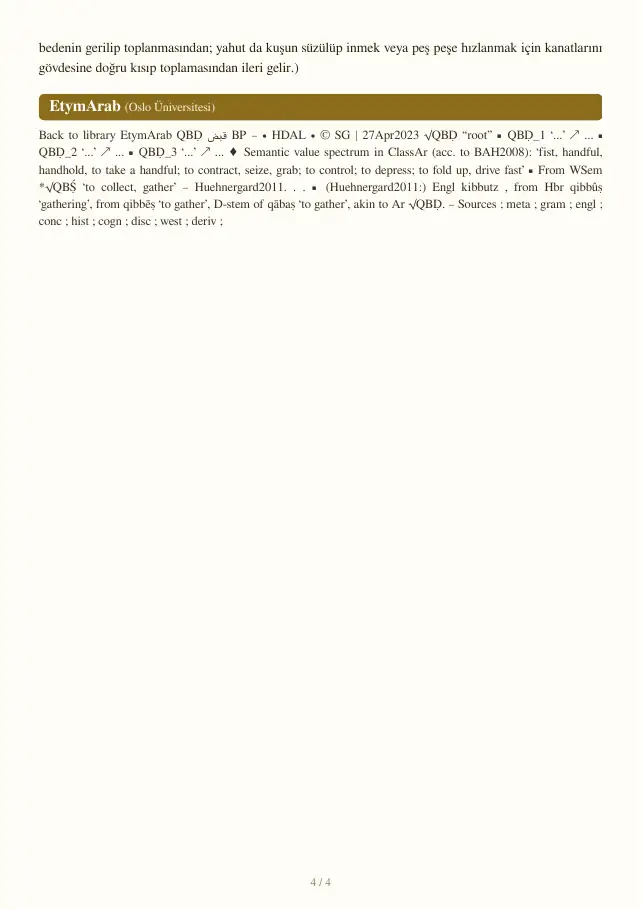 bedenin gerilip toplanmasından; yahut da kuşun süzülüp inmek veya peş peşe hızlanmak için kanatlarını
gövdesine doğru kısıp toplamasından ileri gelir.)
EtymArab (Oslo Üniversitesi)
Back to library EtymArab QBḌ قبض BP – • HDAL • © SG | 27Apr2023 √QBḌ “root” ▪ QBḌ_1 ‘...’ ↗ ... ▪
QBḌ_2 ‘...’ ↗ ... ▪ QBḌ_3 ‘...’ ↗ ... ♦ Semantic value spectrum in ClassAr (acc. to BAH2008): ‘fist, handful,
handhold, to take a handful; to contract, seize, grab; to control; to depress; to fold up, drive fast’ ▪ From WSem
*√QBṢ́ ‘to collect, gather’ – Huehnergard2011. . . ▪ (Huehnergard2011:) Engl kibbutz , from Hbr qibbûṣ
‘gathering’, from qibbēṣ ‘to gather’, D-stem of qābaṣ ‘to gather’, akin to Ar √QBḌ. – Sources ; meta ; gram ; engl ;
conc ; hist ; cogn ; disc ; west ; deriv ;
4 / 4